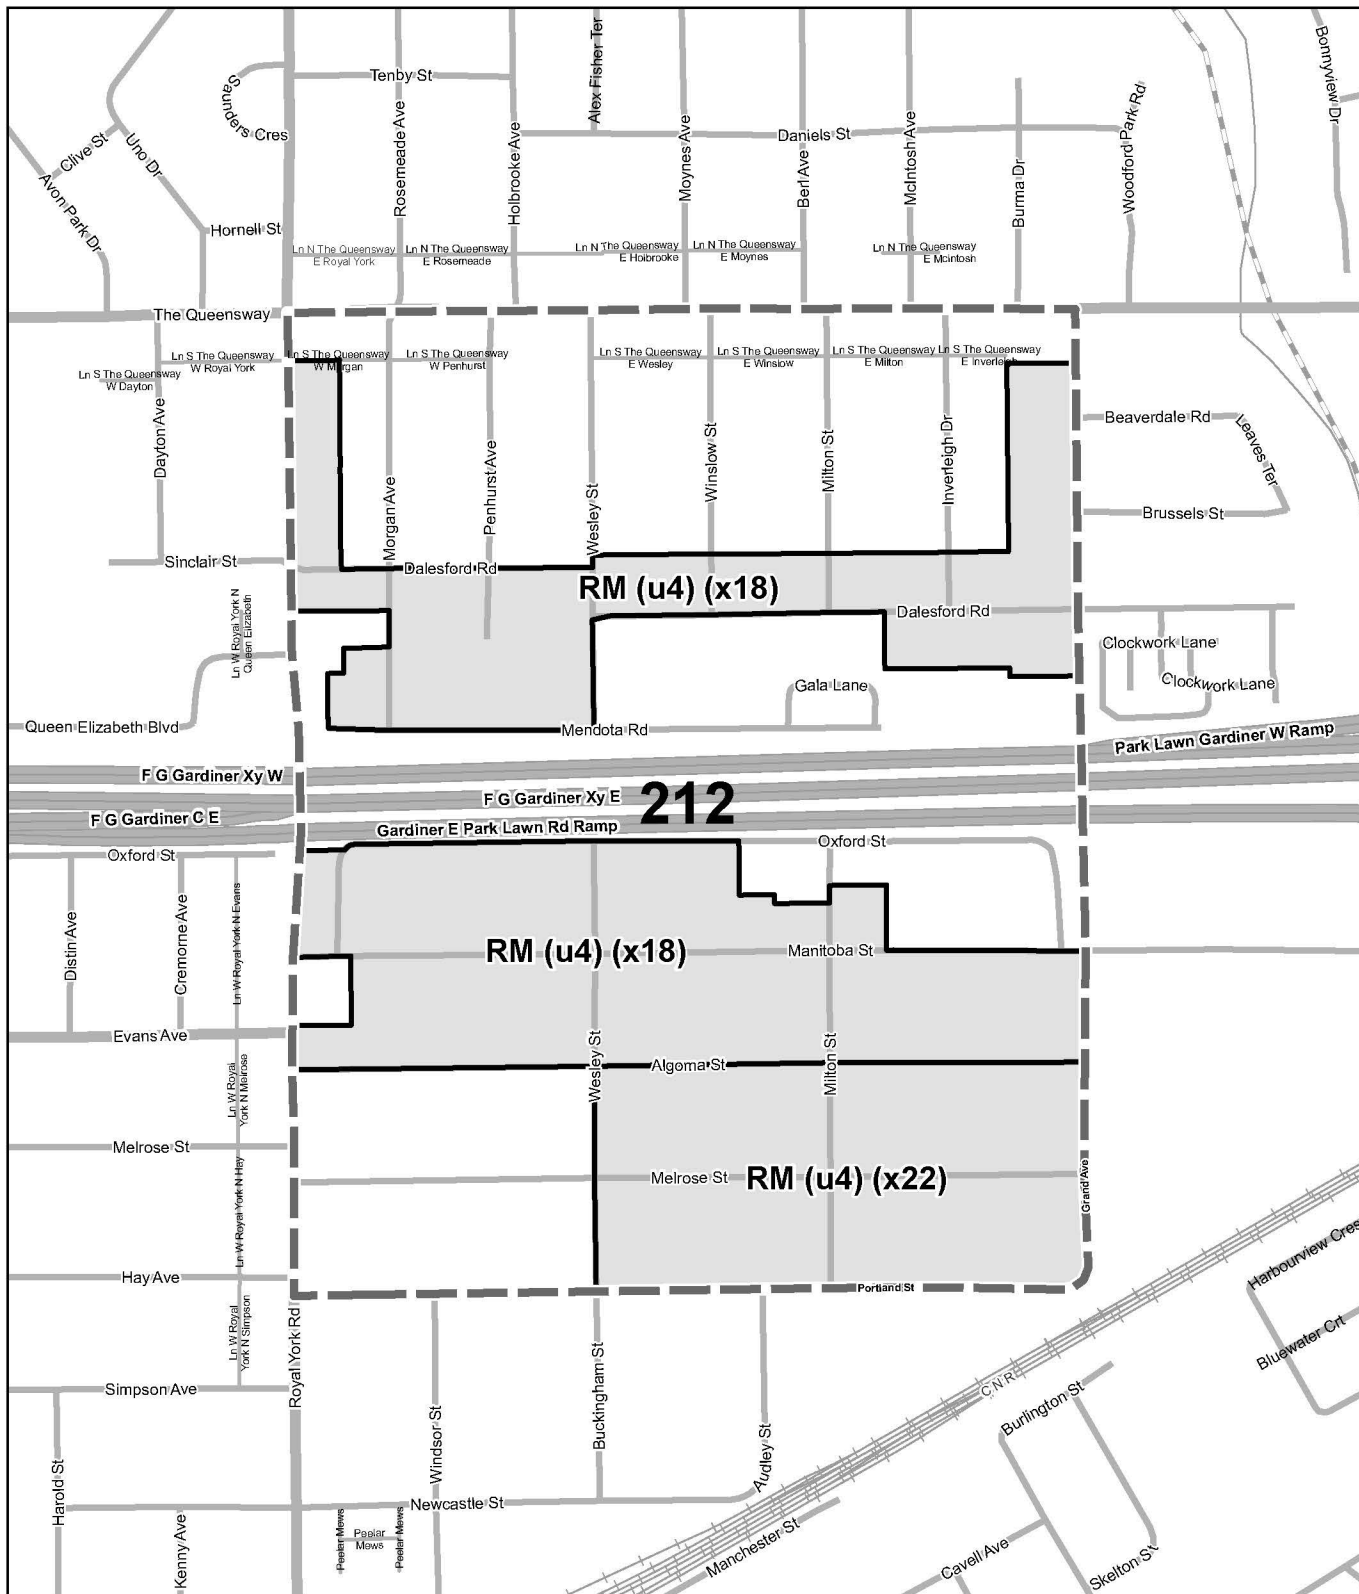 Tenby St
Saunders Cres
Clive St
Uno Dr
Avon Park Dr
Hornell St
Rosemeade Ave
Holbrooke Ave
Alex Fisher Ter
Moynes Ave
Daniels St
Berl Ave
McIntosh Ave
Burma Dr
Woodford Park Rd
Bonnyview Dr
Ln N The Queensway
E Royal York
Ln N The Queensway
E Rosemeade
Ln N The Queensway
E Holbrooke
Ln N The Queensway
E Moynes
Ln N The Queensway
E Mcintosh
The Queensway
Ln S The Queensway
W Dayton
Ln S The Queensway
W Royal York
Ln S The Queensway
W Morgan
Ln S The Queensway
W Penhurst
Ln S The Queensway
E Wesley
Ln S The Queensway
E Winslow
Ln S The Queensway
E Milton
Ln S The Queensway
E Inverleigh
Dayton Ave
Morgan Ave
Penhurst Ave
Wesley St
Winslow St
Milton St
Inverleigh Dr
Beaverdale Rd
Leaves Ter
Brussels St
Sinclair St
Dalesford Rd
RM (u4) (x18)
Dalesford Rd
Ln W Royal York N
Queen Elizabeth
Clockwork Lane
Clockwork Lane
Gala Lane
Queen Elizabeth Blvd
Mendota Rd
Park Lawn Gardiner W Ramp
F G Gardiner Xy W
F G Gardiner Xy E
212
F G Gardiner C E
Gardiner E Park Lawn Rd Ramp
Oxford St
Oxford St
Distin Ave
Cremorne Ave
Ln W Royal York N Evans
RM (u4) (x18)
Manitoba St
Evans Ave
Wesley St
Algoma St
Milton St
Ln W Royal
York N Melrose
Melrose St
Melrose St
RM (u4) (x22)
Grand Ave
Ln W Royal York N Hay
Hay Ave
Portland St
Harbourview Cres
Bluewater Crt
Ln W Royal
York N Simpson
Royal York Rd
Simpson Ave
C N R
Burlington St
Harold St
Windsor St
Buckingham St
Audley St
Newcastle St
Kenny Ave
Peelar Mews
Peelar
Mews
Peelar Mews
Manchester St
Cavell Ave
Skelton St